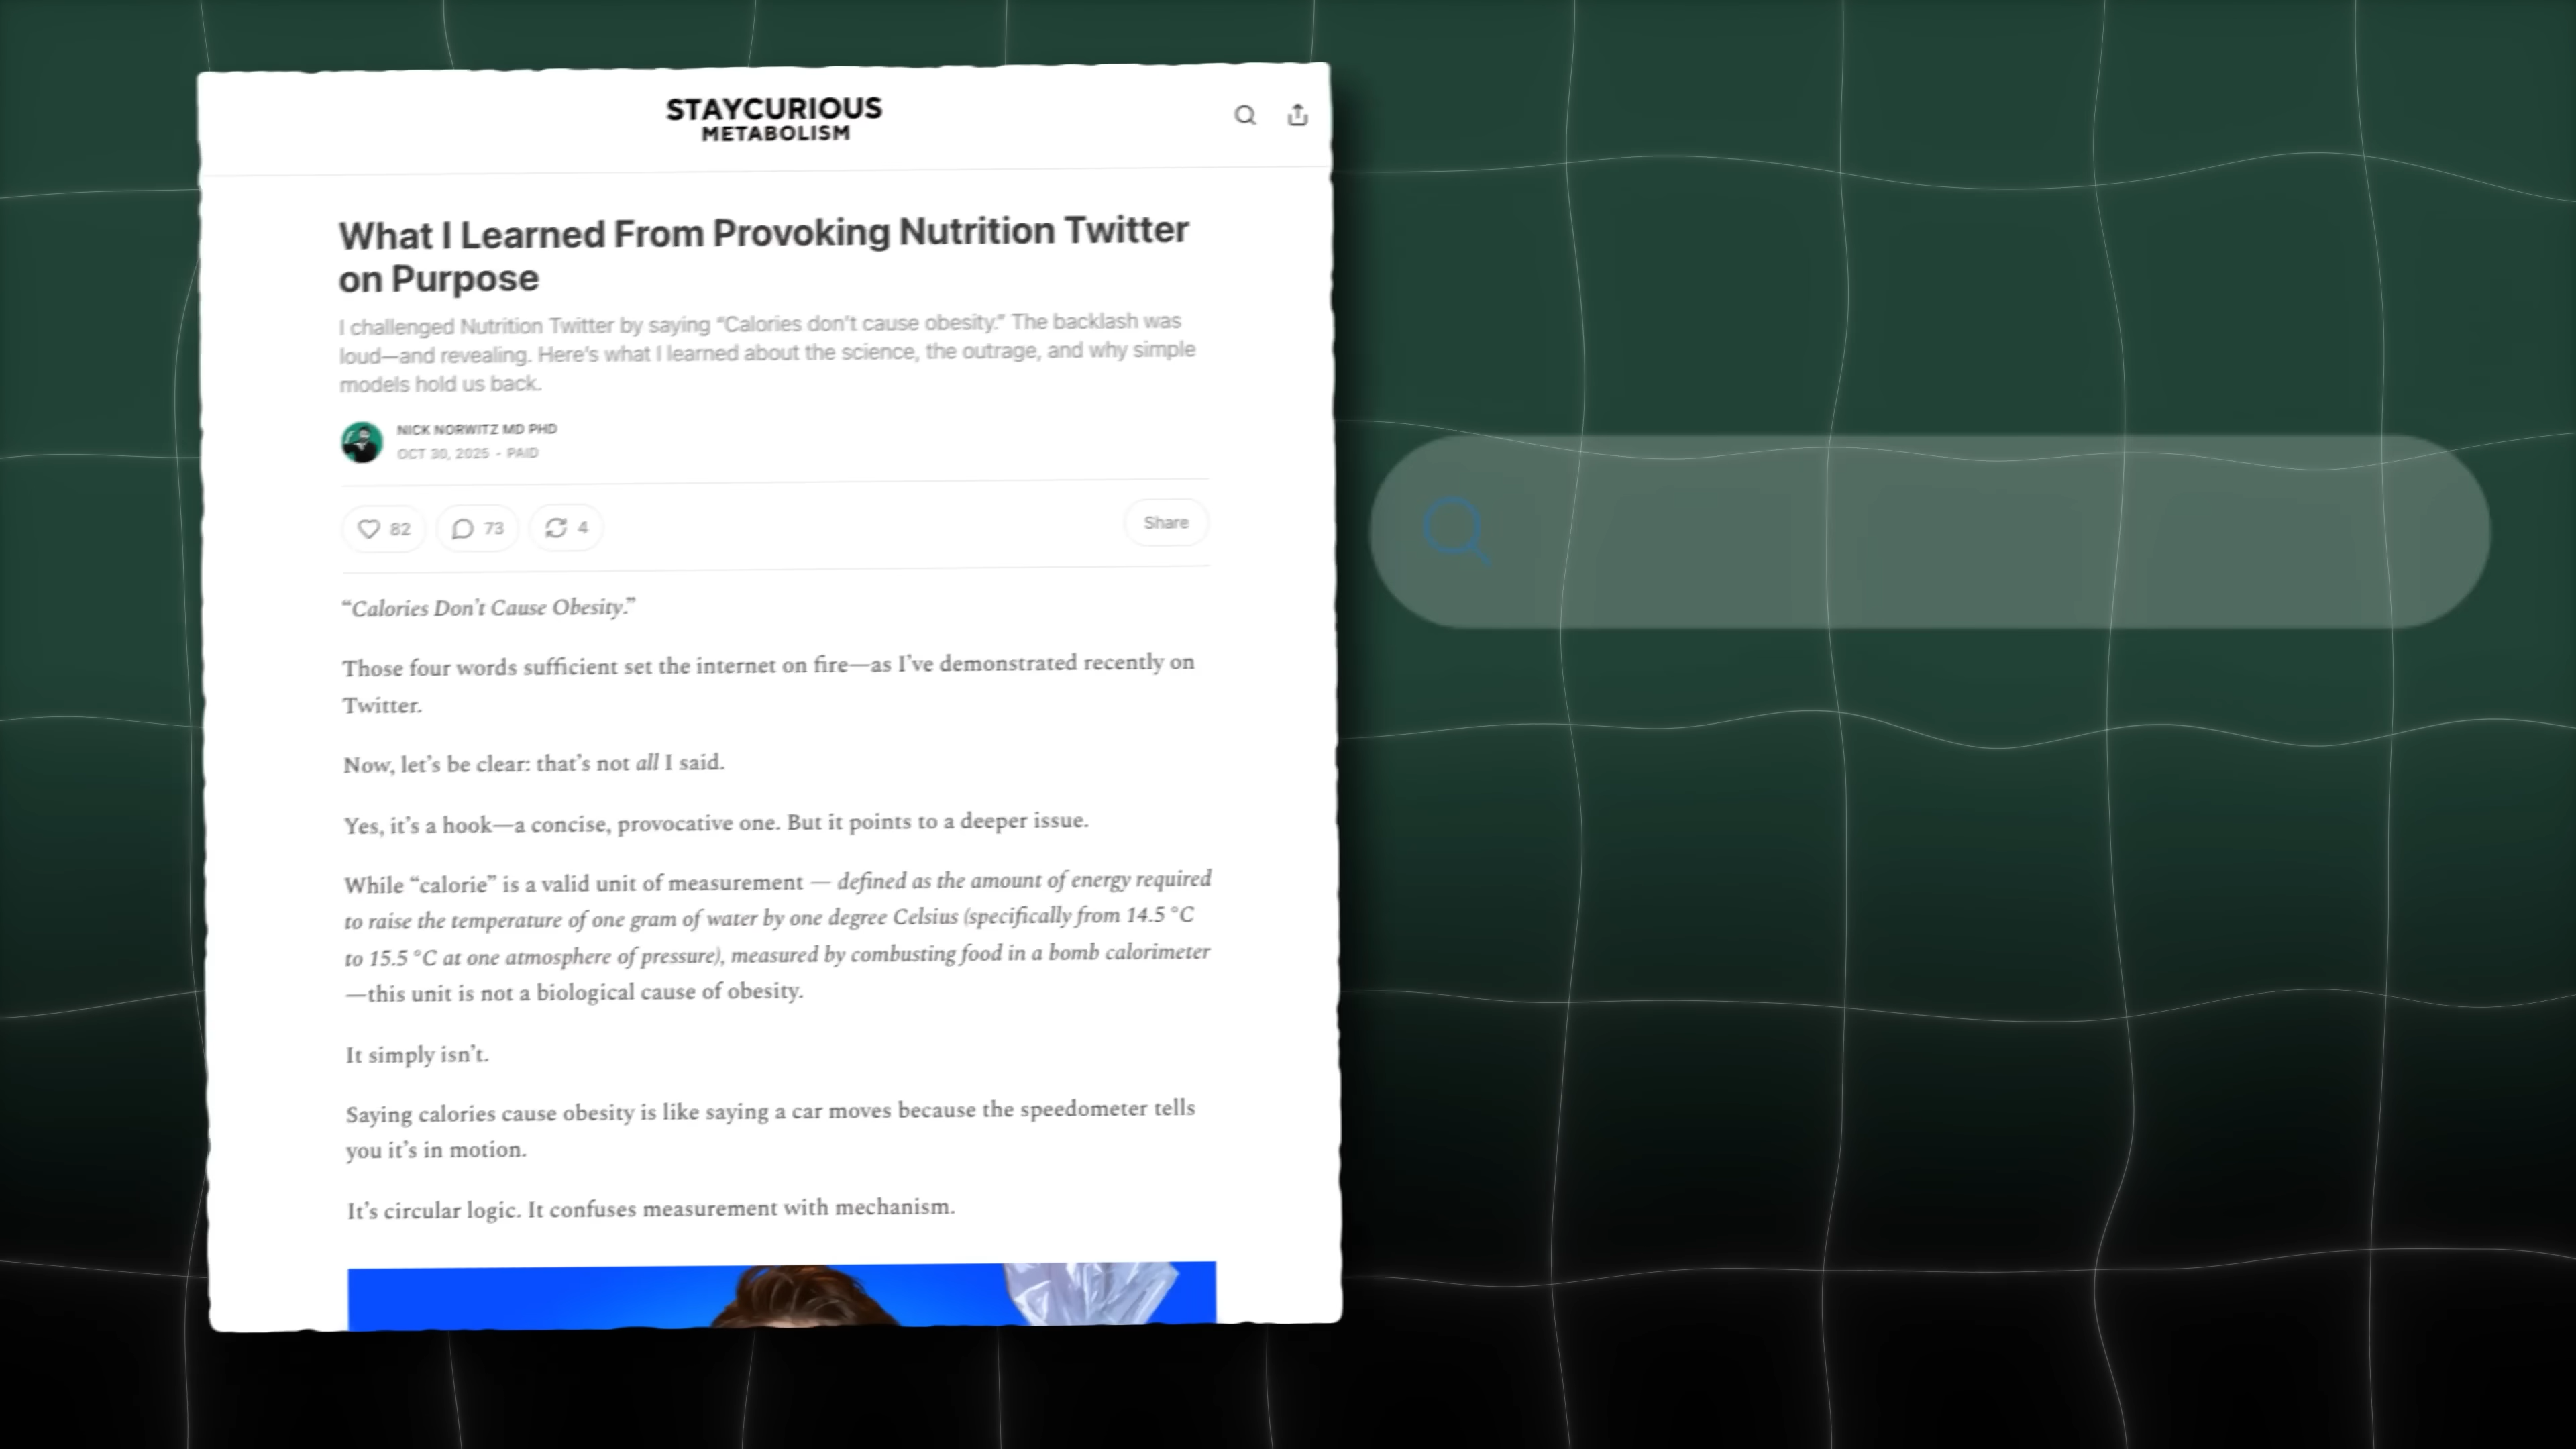 STAYCURIOUS
METABOLISM
What I Learned From Provoking Nutrition Twitter
on Purpose
I challenged Nutrition Twitter by saying “Calories don’t cause obesity.” The backlash was
loud—and revealing. Here’s what I learned about the science, the outrage, and why simple
models hold us back.
NICK NORWITZ MD PHD
OCT 30, 2025 - PAID
82 73 4 Share
“Calories Don’t Cause Obesity.”
Those four words sufficient set the internet on fire—as I’ve demonstrated recently on
Twitter.
Now, let’s be clear: that’s not all I said.
Yes, it’s a hook—a concise, provocative one. But it points to a deeper issue.
While “calorie” is a valid unit of measurement — defined as the amount of energy required
to raise the temperature of one gram of water by one degree Celsius (specifically from 14.5 °C
to 15.5 °C at one atmosphere of pressure), measured by combusting food in a bomb calorimeter
—this unit is not a biological cause of obesity.
It simply isn’t.
Saying calories cause obesity is like saying a car moves because the speedometer tells
you it’s in motion.
It’s circular logic. It confuses measurement with mechanism.